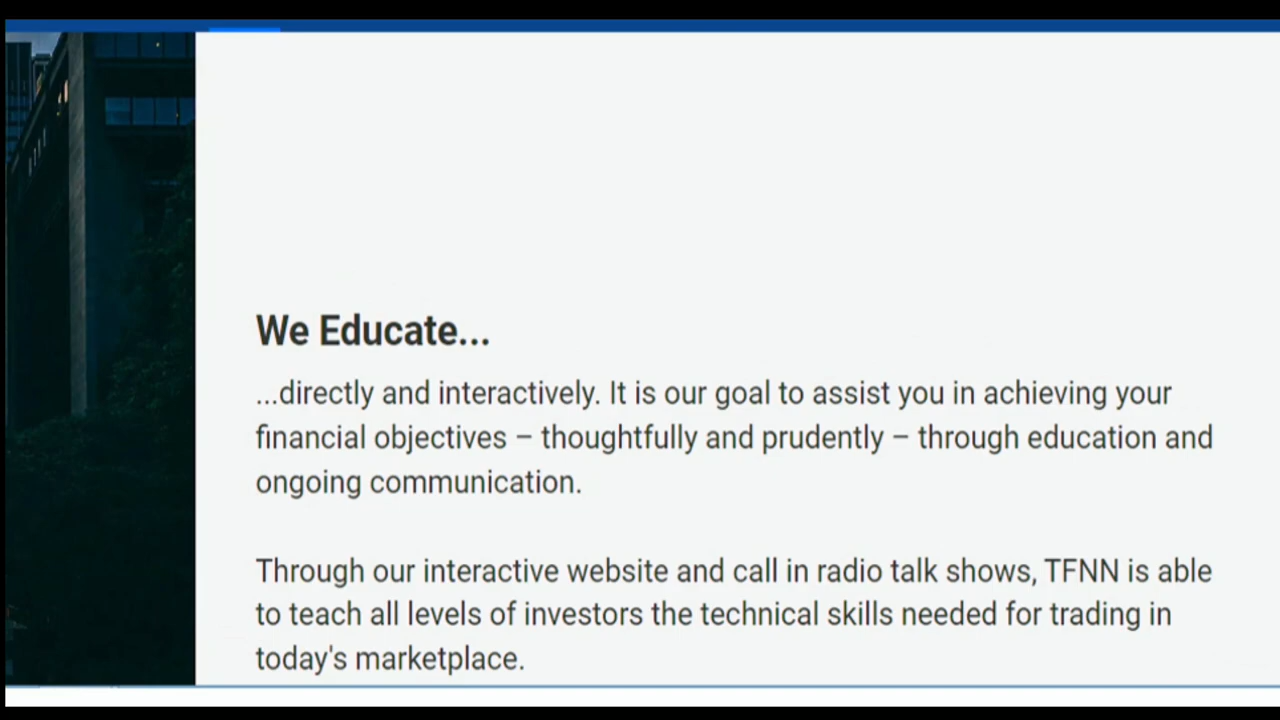 We Educate...
...directly and interactively. It is our goal to assist you in achieving your
financial objectives – thoughtfully and prudently – through education and
ongoing communication.
Through our interactive website and call in radio talk shows, TFNN is able
to teach all levels of investors the technical skills needed for trading in
today's marketplace.